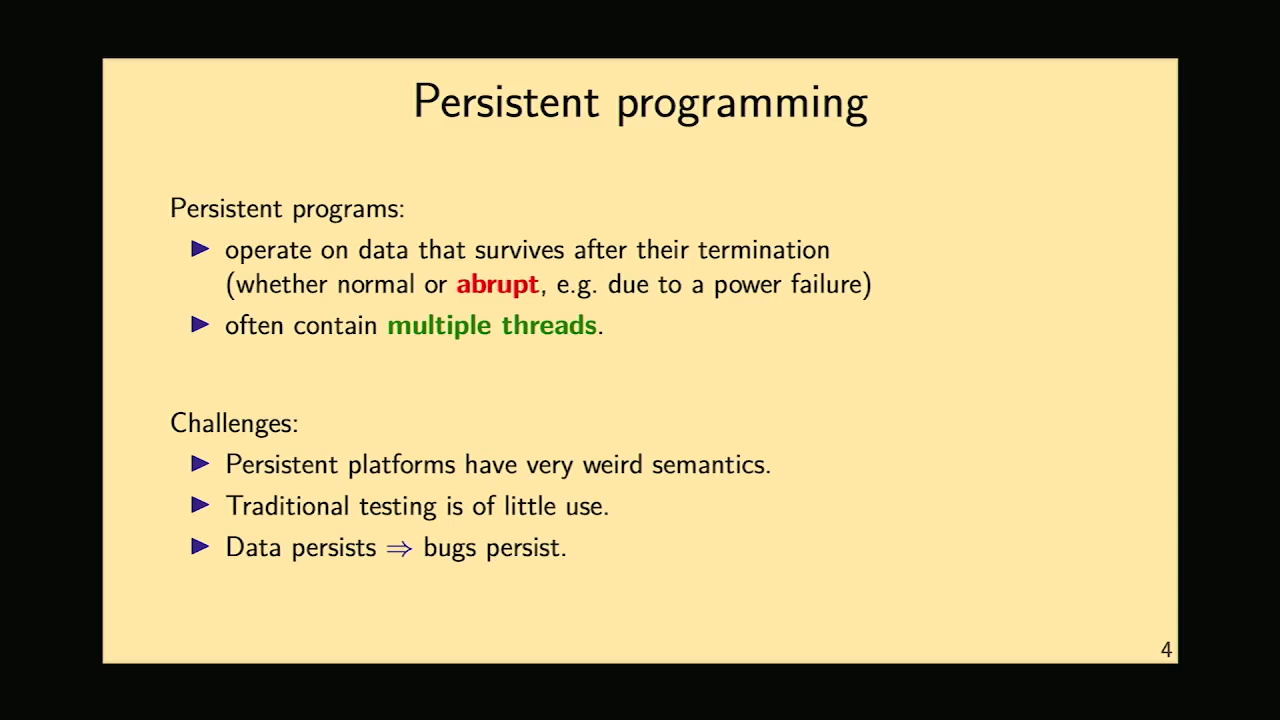 Persistent programming
Persistent programs:
▶ operate on data that survives after their termination
(whether normal or abrupt, e.g. due to a power failure)
▶ often contain multiple threads.
Challenges:
▶ Persistent platforms have very weird semantics.
▶ Traditional testing is of little use.
▶ Data persists ⇒ bugs persist.
4